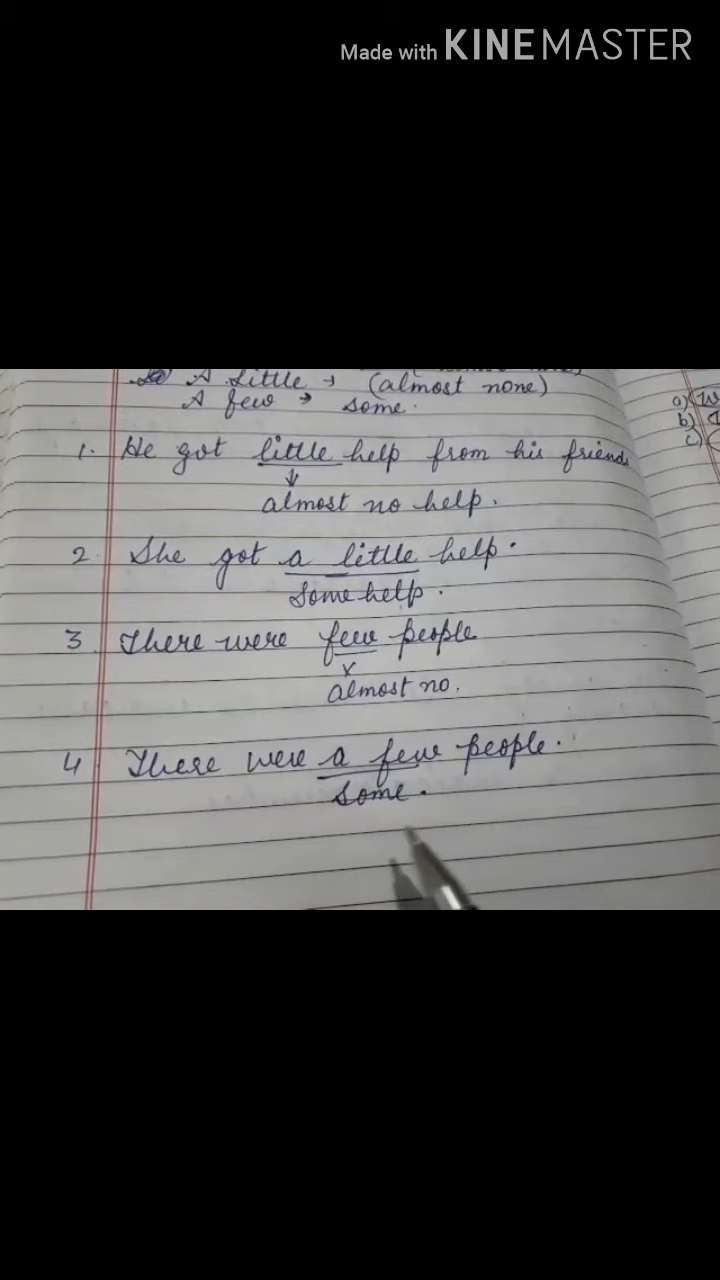 Made with KINEMASTER
A little → (almost none)
A few → some.
1. He got little help from his friends
↓
almost no help.
2. She got a little help.
some help.
3. There were few people
almost no.
4 There were a few people.
some.
a)
b)
c)